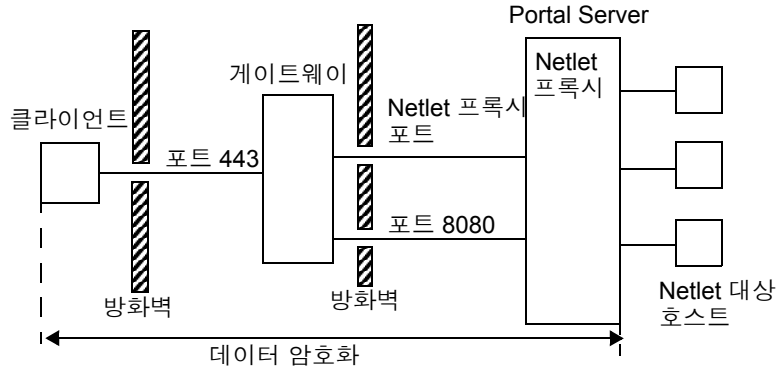 Portal Server
Netlet
프록시
게이트웨이
클라이언트
Netlet 프록시
포트
포트 443
포트 8080
방화벽
방화벽
Netlet 대상
호스트
데이터 암호화